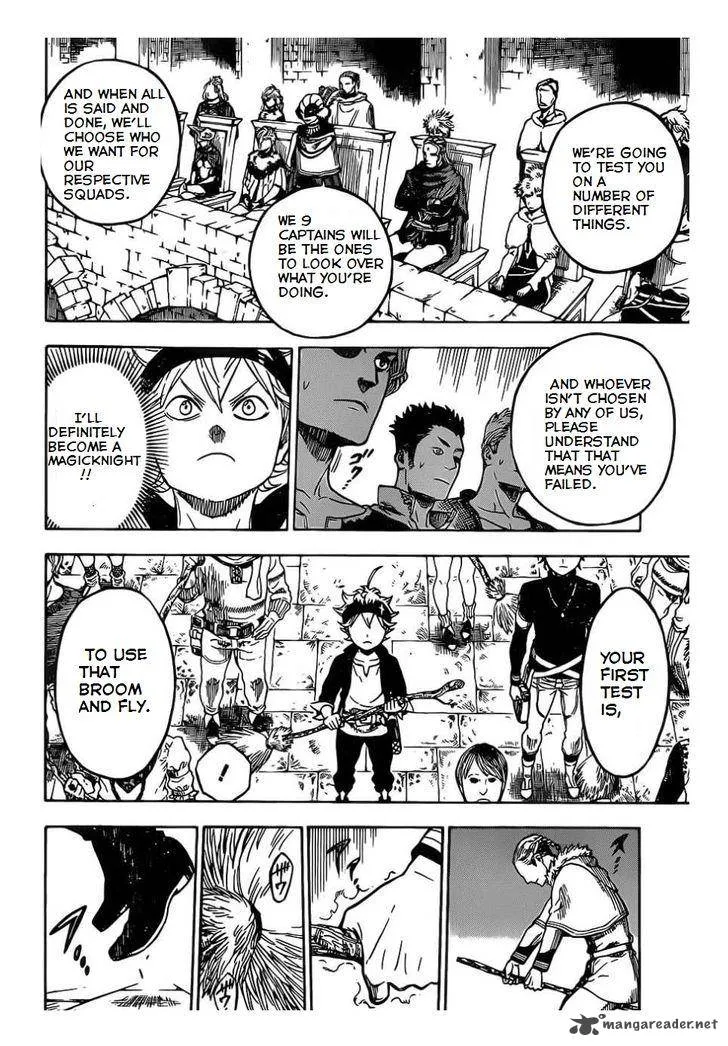 WE'RE GOING
TO TEST YOU
ON A
NUMBER OF
DIFFERENT
THINGS.
WE 9
CAPTAINS WILL
BE THE ONES
TO LOOK OVER
WHAT YOU'RE
DOING.
AND WHEN ALL
IS SAID AND
DONE, WE'LL
CHOOSE WHO
WE WANT FOR
OUR
RESPECTIVE
SQUADS.
AND WHOEVER
ISN'T CHOSEN
BY ANY OF US,
PLEASE
UNDERSTAND
THAT THAT
MEANS YOU'VE
FAILED.
I'LL
DEFINITELY
BECOME A
MAGICKNIGHT
!!
YOUR
FIRST
TEST
IS,
TO USE
THAT
BROOM
AND FLY.
!
mangareader.net